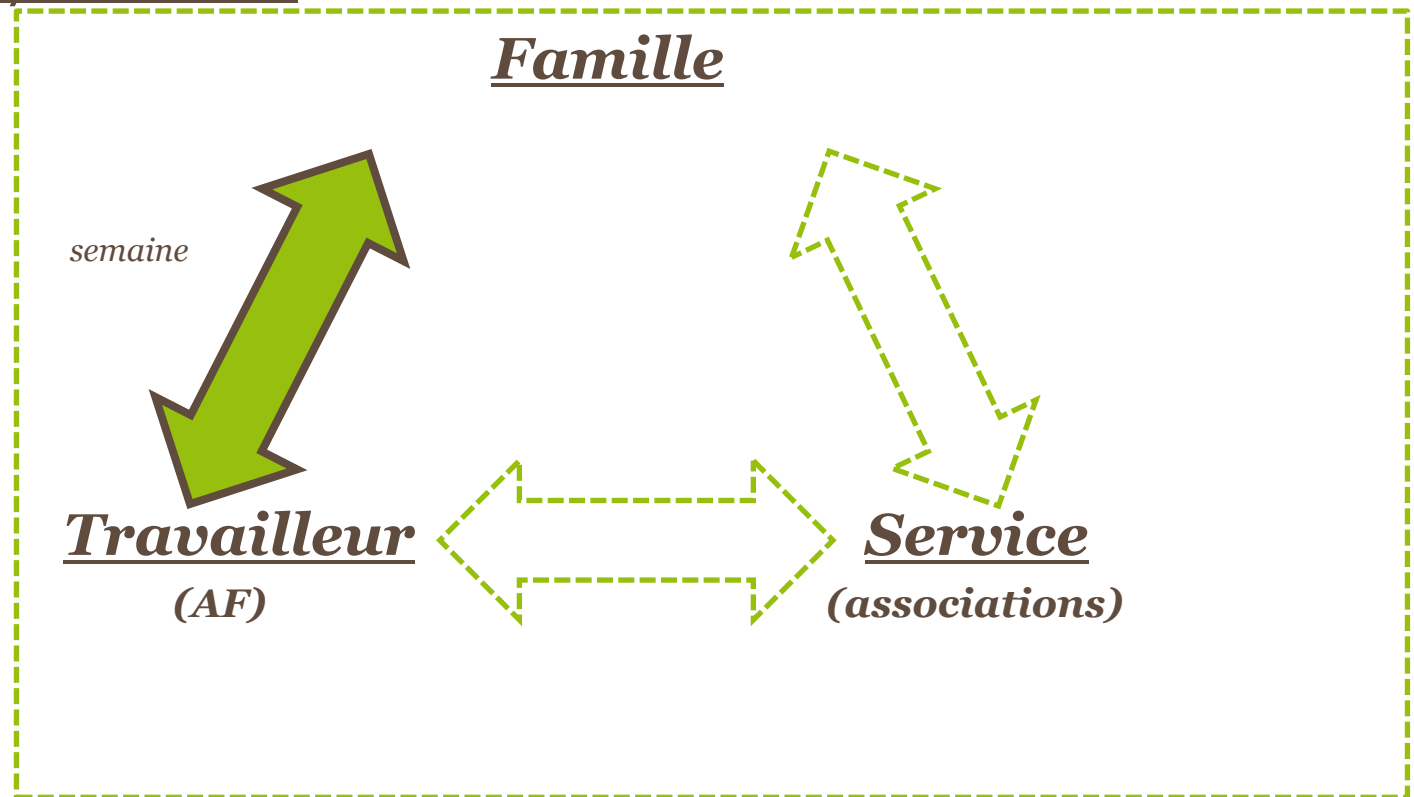 Famille
semaine
Travailleur
(AF)
Service
(associations)